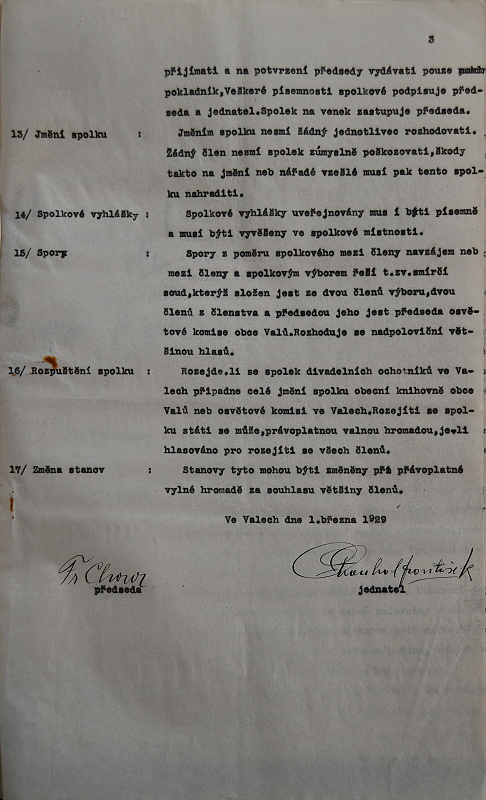 3
přijímati a na potvrzení předsedy vydávati pouze
pokladník,Veškeré písemnosti spolkové podpisuje před-
seda a jednatel.Spolek na venek zastupuje předseda.
13/ Jmění spolku : Jměním spolku nesmí žádný jednotlivec rozhodovati.
Žádný člen nesmí spolek zúmyslně poškozovati,škody
takto na jmění neb nářadé vzešlé musí pak tento spol-
ku nahraditi.
14/ Spolkové vyhlášky : Spolkové vyhlášky uveřejnovány mus í býti písemně
a musí býti vyvěšeny ve spolkové místnosti.
15/ Spory : Spory z poměru spolkového mezi členy navzájem neb
mezi členy a spolkovým výborem řeší t.zv.smírčí
soud,kterýž složen jest ze dvou členů výboru,dvou
členů z členstva a předsedou jeho jest předseda osvě-
tové komise obce Valů.Rozhoduje se nadpoloviční vět-
šinou hlasů.
16/ Rozpuštění spolku : Rozejde.li se spolek divadelních ochotníků ve Va-
lech připadne celé jmění spolku obecní knihovně obce
Valů neb osvětové komisi ve Valech.Rozejíti se spol-
ku státi se může,právoplatnou valnou hromadou,je-li
hlasováno pro rozejíti se všech členů.
17/ Změna stanov : Stanovy tyto mohou býti změněny při právoplatné
vylné hromadě za souhlasu většiny členů.
Ve Valech dne 1.března 1929
Fr
František
předseda jednatel